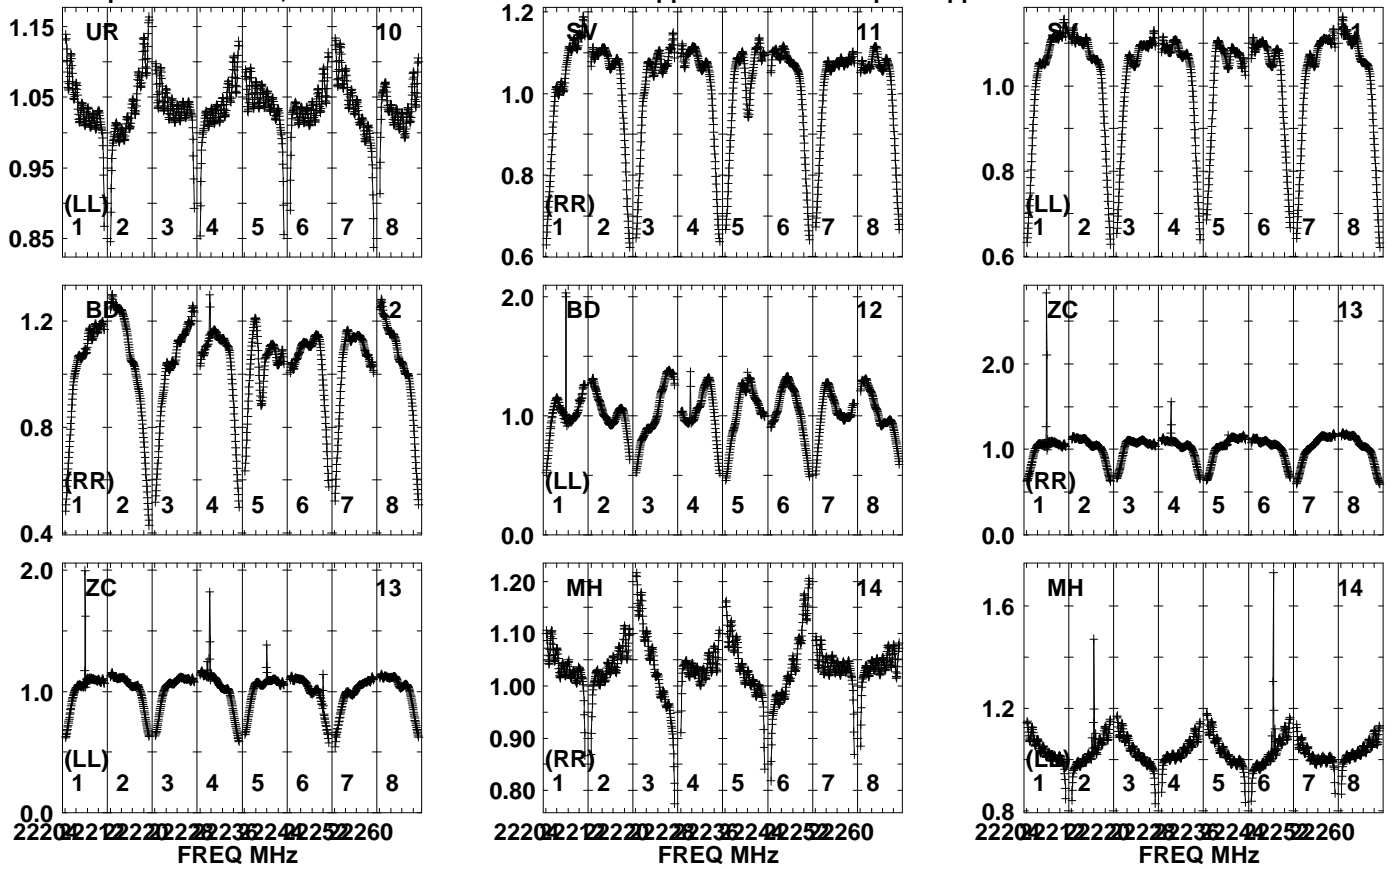 1.15 UR 10
1.05
0.95
(LL)
0.85
1 2 3 4 5 6 7 8
1.2 SV 11
1.0
0.8
(RR)
0.6
1 2 3 4 5 6 7 8
SV
1.0
0.8
(LL)
0.6
1 2 3 4 5 6 7 8
BD
1.2
0.8
(RR)
0.4
1 2 3 4 5 6 7 8
2.0 BD 12
1.0
(LL)
0.0
1 2 3 4 5 6 7 8
ZC 13
2.0
1.0
(RR)
0.0
1 2 3 4 5 6 7 8
2.0 ZC 13
1.0
(LL)
0.0
1 2 3 4 5 6 7 8
1.20 MH 14
1.10
1.00
0.90
(RR)
0.80
1 2 3 4 5 6 7 8
MH 14
1.6
1.2
(LL)
0.8
1 2 3 4 5 6 7 8
FREQ MHz
FREQ MHz